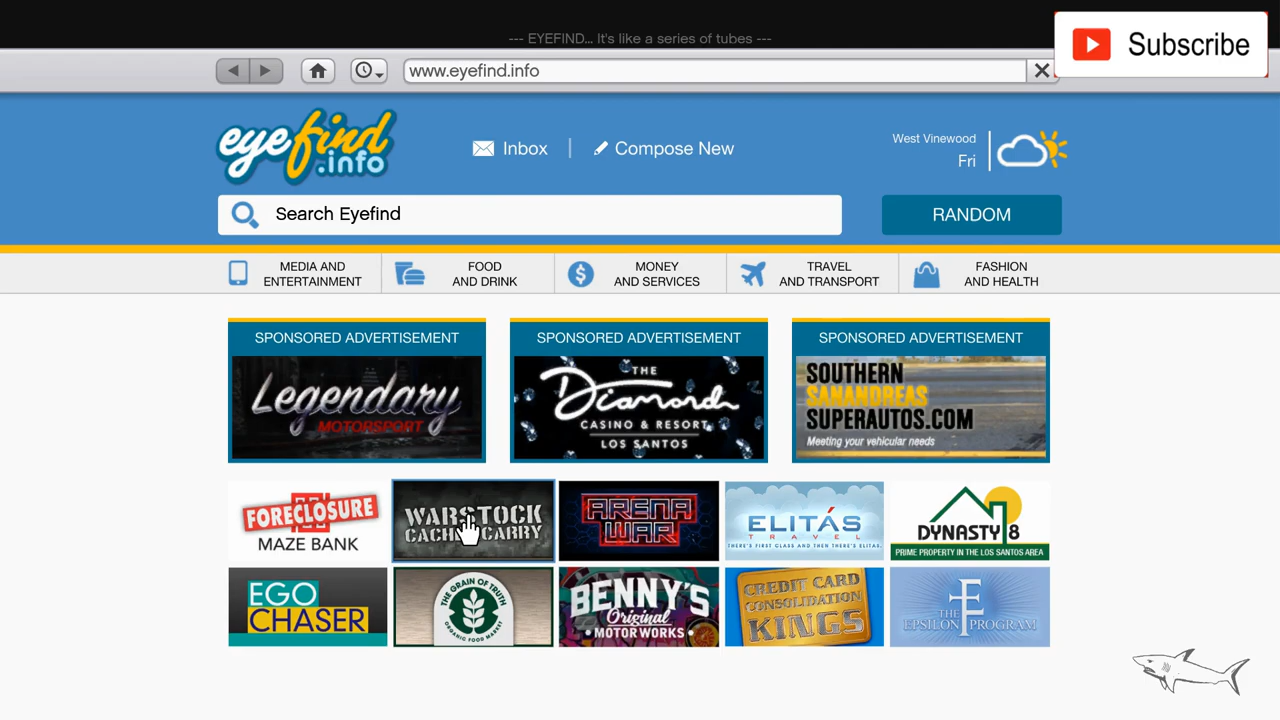 --- EYEFIND... It's like a series of tubes ---
Subscribe
www.eyefind.info
eyefind
.info
Inbox
Compose New
West Vinewood
Fri
Search Eyefind
RANDOM
MEDIA AND
ENTERTAINMENT
FOOD
AND DRINK
MONEY
AND SERVICES
TRAVEL
AND TRANSPORT
FASHION
AND HEALTH
SPONSORED ADVERTISEMENT
Legendary
MOTORSPORT
SPONSORED ADVERTISEMENT
THE
Diamond
CASINO & RESORT
LOS SANTOS
SPONSORED ADVERTISEMENT
SOUTHERN
SANANDREAS
SUPERAUTOS.COM
Meeting your vehicular needs
FORECLOSURE
MAZE BANK
WARSTOCK
CACHE CARRY
ARENA
WAR
ELITÁS
TRAVEL
THERE'S FIRST CLASS AND THEN THERE'S ELITAS.
DYNASTY 8
PRIME PROPERTY IN THE LOS SANTOS AREA
EGO
CHASER
THE GRAIN OF TRUTH
ORGANIC FOOD MARKET
BENNY'S
Original
MOTOR WORKS
CREDIT CARD
CONSOLIDATION
KINGS
THE
EPSILON PROGRAM